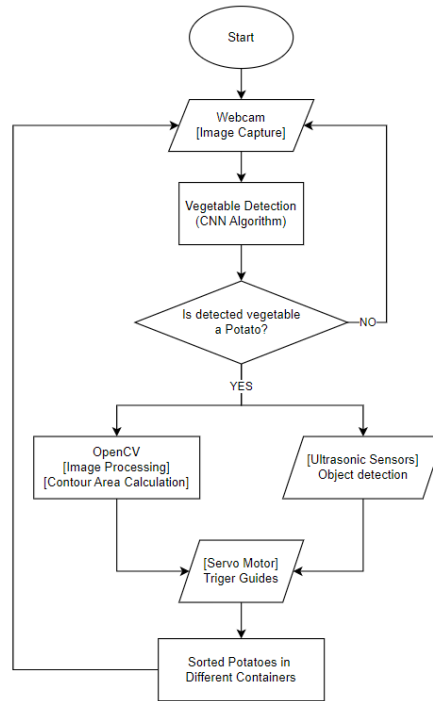 Start
Webcam
[Image Capture]
Vegetable Detection
(CNN Algorithm)
Is detected vegetable
a Potato?
NO
YES
OpenCV
[Image Processing]
[Contour Area Calculation]
[Ultrasonic Sensors]
Object detection
[Servo Motor]
Triger Guides
Sorted Potatoes in
Different Containers